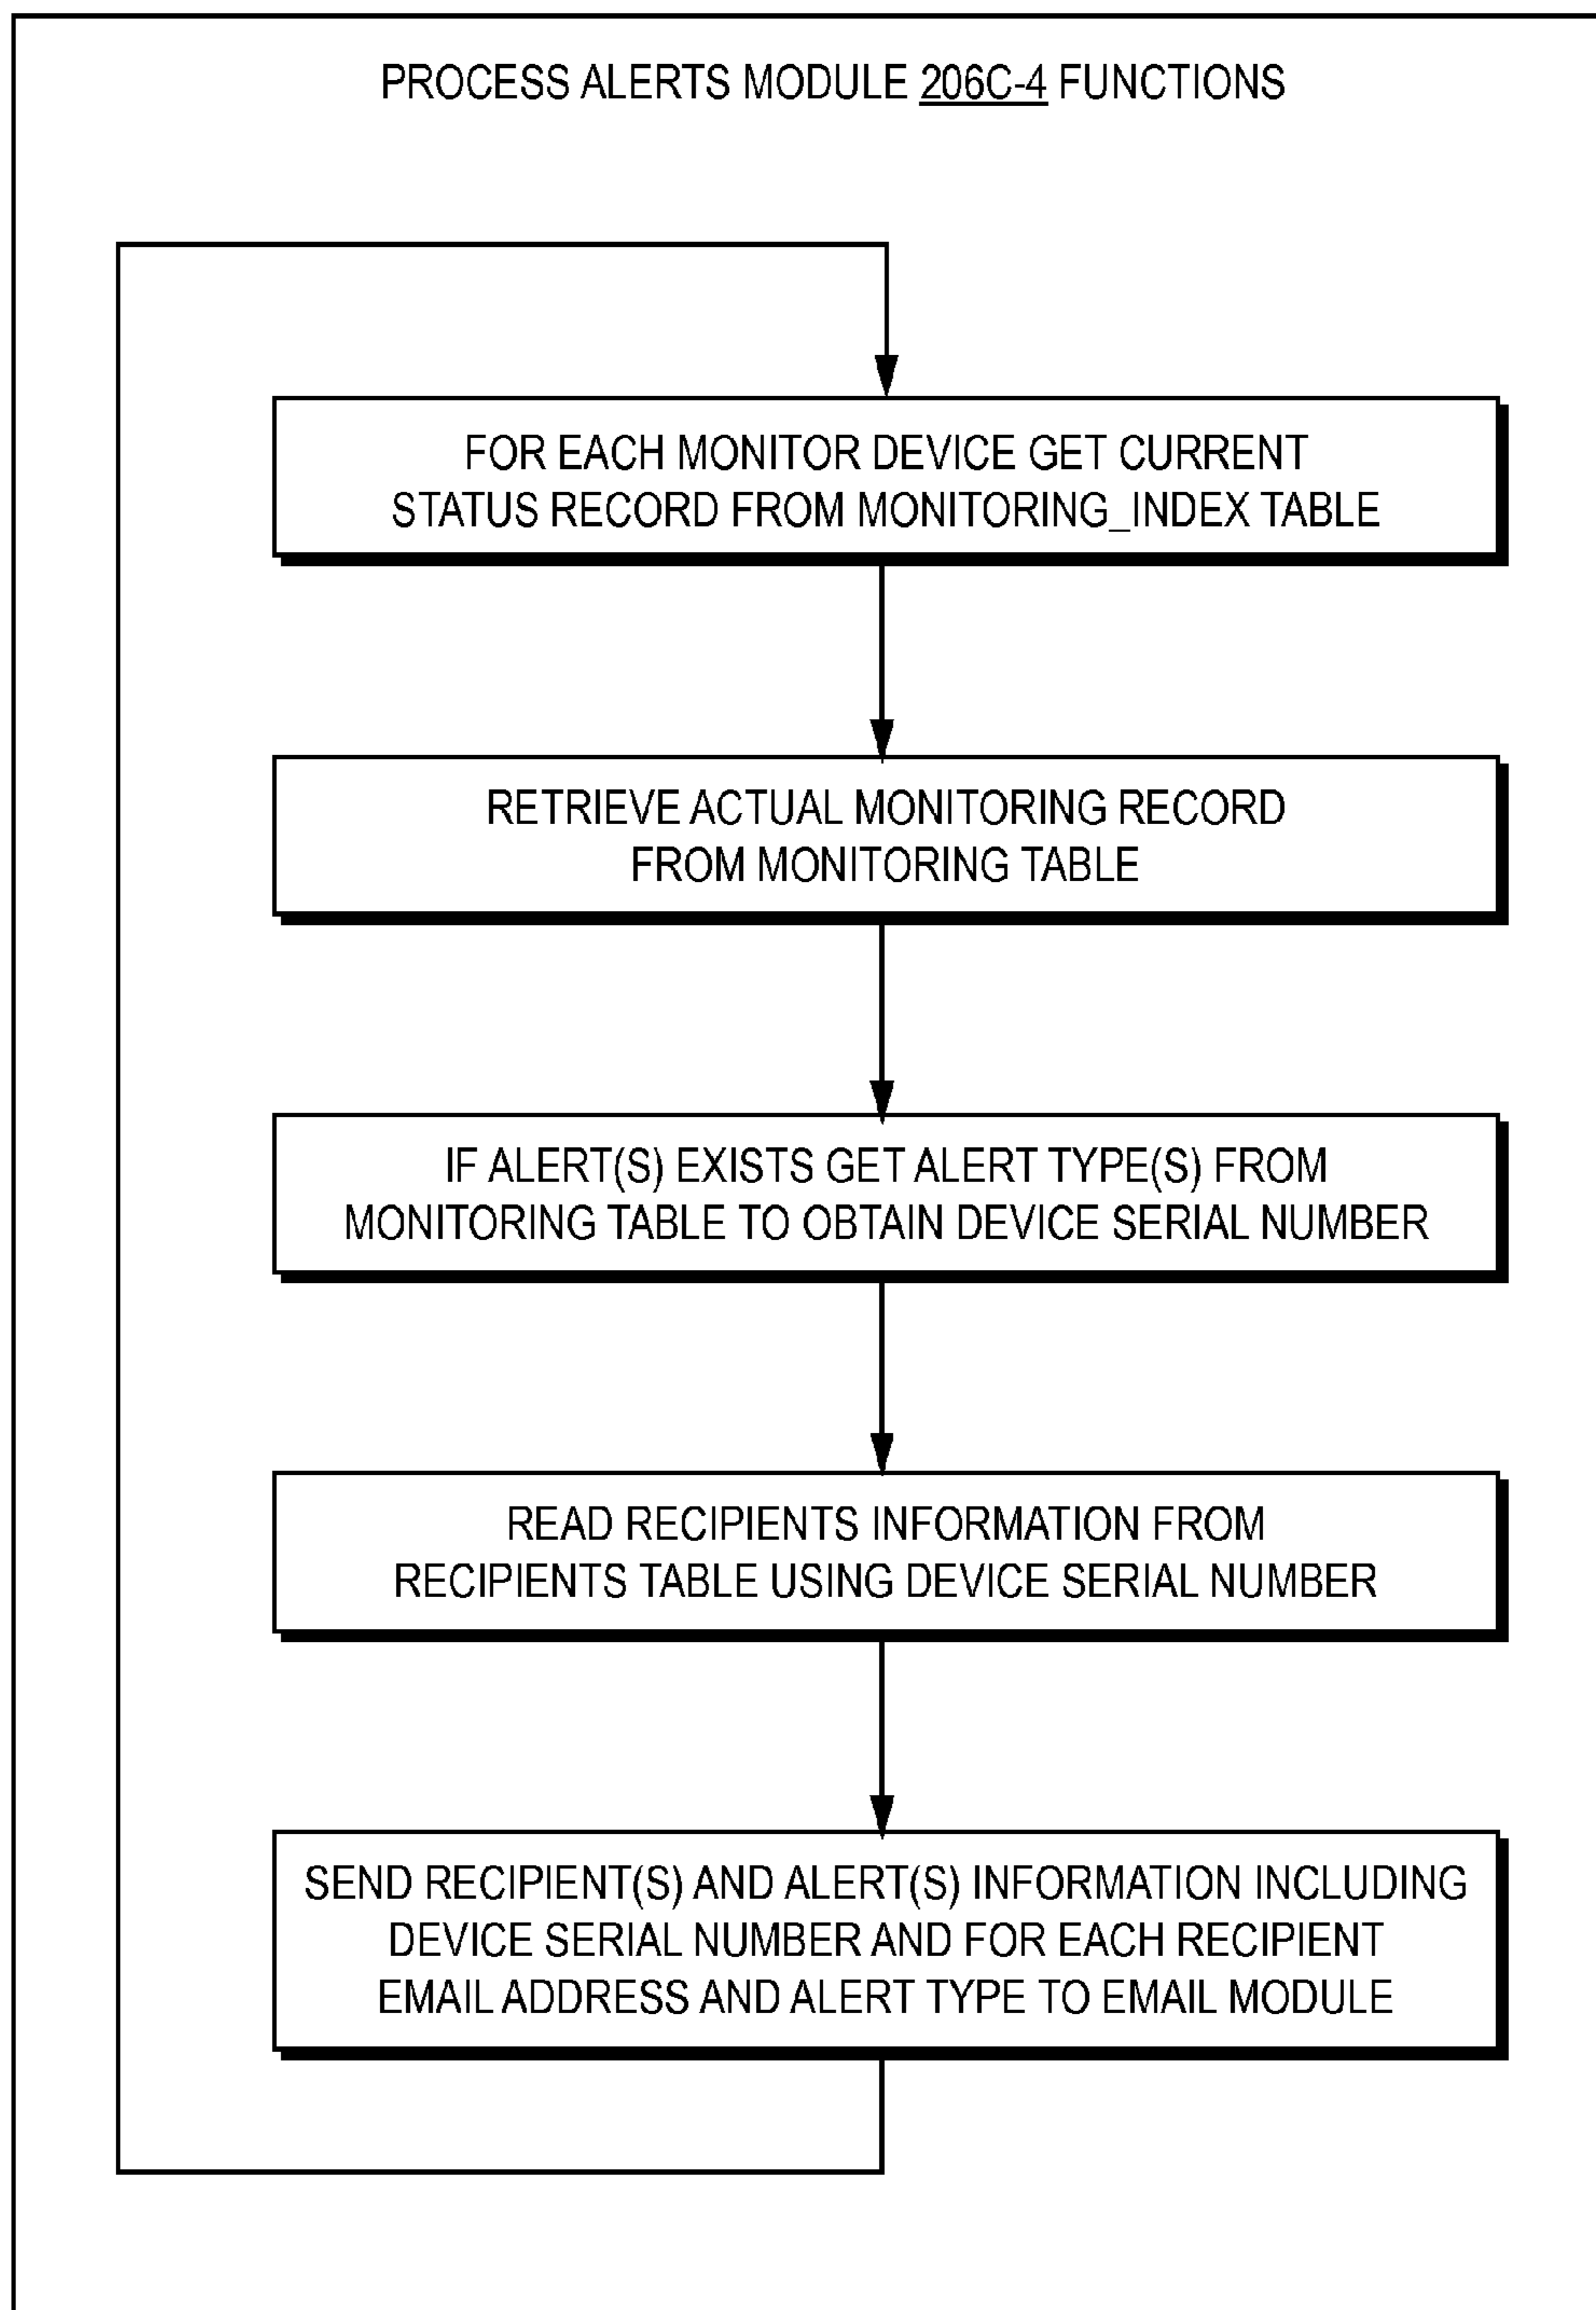 PROCESS ALERTS MODULE 206C-4 FUNCTIONS
FOR EACH MONITOR DEVICE GET CURRENT
STATUS RECORD FROM MONITORING_INDEX TABLE
RETRIEVE ACTUAL MONITORING RECORD
FROM MONITORING TABLE
IF ALERT(S) EXISTS GET ALERT TYPE(S) FROM
MONITORING TABLE TO OBTAIN DEVICE SERIAL NUMBER
READ RECIPIENTS INFORMATION FROM
RECIPIENTS TABLE USING DEVICE SERIAL NUMBER
SEND RECIPIENT(S) AND ALERT(S) INFORMATION INCLUDING
DEVICE SERIAL NUMBER AND FOR EACH RECIPIENT
EMAIL ADDRESS AND ALERT TYPE TO EMAIL MODULE